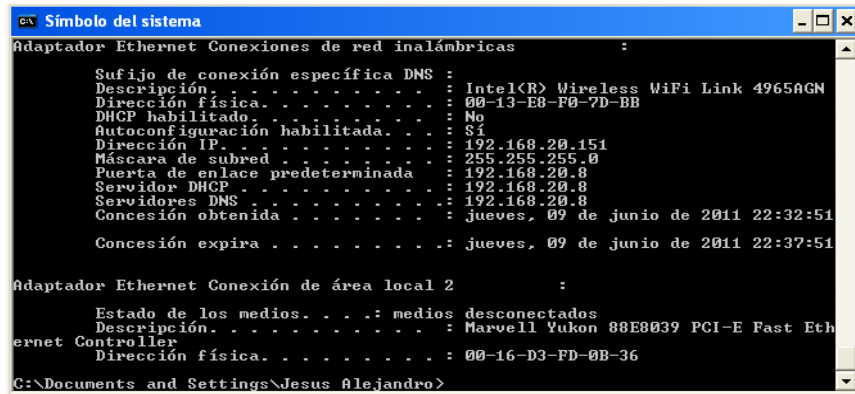 Símbolo del sistema
Adaptador Ethernet Conexiones de red inalámbricas :
Sufijo de conexión específica DNS :
Descripción. . . . . . . . . . . : Intel(R) Wireless WiFi Link 4965AGN
Dirección física. . . . . . . . . : 00-13-E8-F0-7D-BB
DHCP habilitado. . . . . . . . . : No
Autoconfiguración habilitada. . . : Sí
Dirección IP. . . . . . . . . . . : 192.168.20.151
Máscara de subred . . . . . . . . : 255.255.255.0
Puerta de enlace predeterminada : 192.168.20.8
Servidor DHCP . . . . . . . . . . : 192.168.20.8
Servidores DNS . . . . . . . . . .: 192.168.20.8
Concesión obtenida . . . . . . . : jueves, 09 de junio de 2011 22:32:51
Concesión expira . . . . . . . . .: jueves, 09 de junio de 2011 22:37:51
Adaptador Ethernet Conexión de área local 2 :
Estado de los medios. . . .: medios desconectados
Descripción. . . . . . . . . . . : Marvell Yukon 88E8039 PCI-E Fast Eth
ernet Controller
Dirección física. . . . . . . . . : 00-16-D3-FD-0B-36
C:\Documents and Settings\Jesus Alejandro>